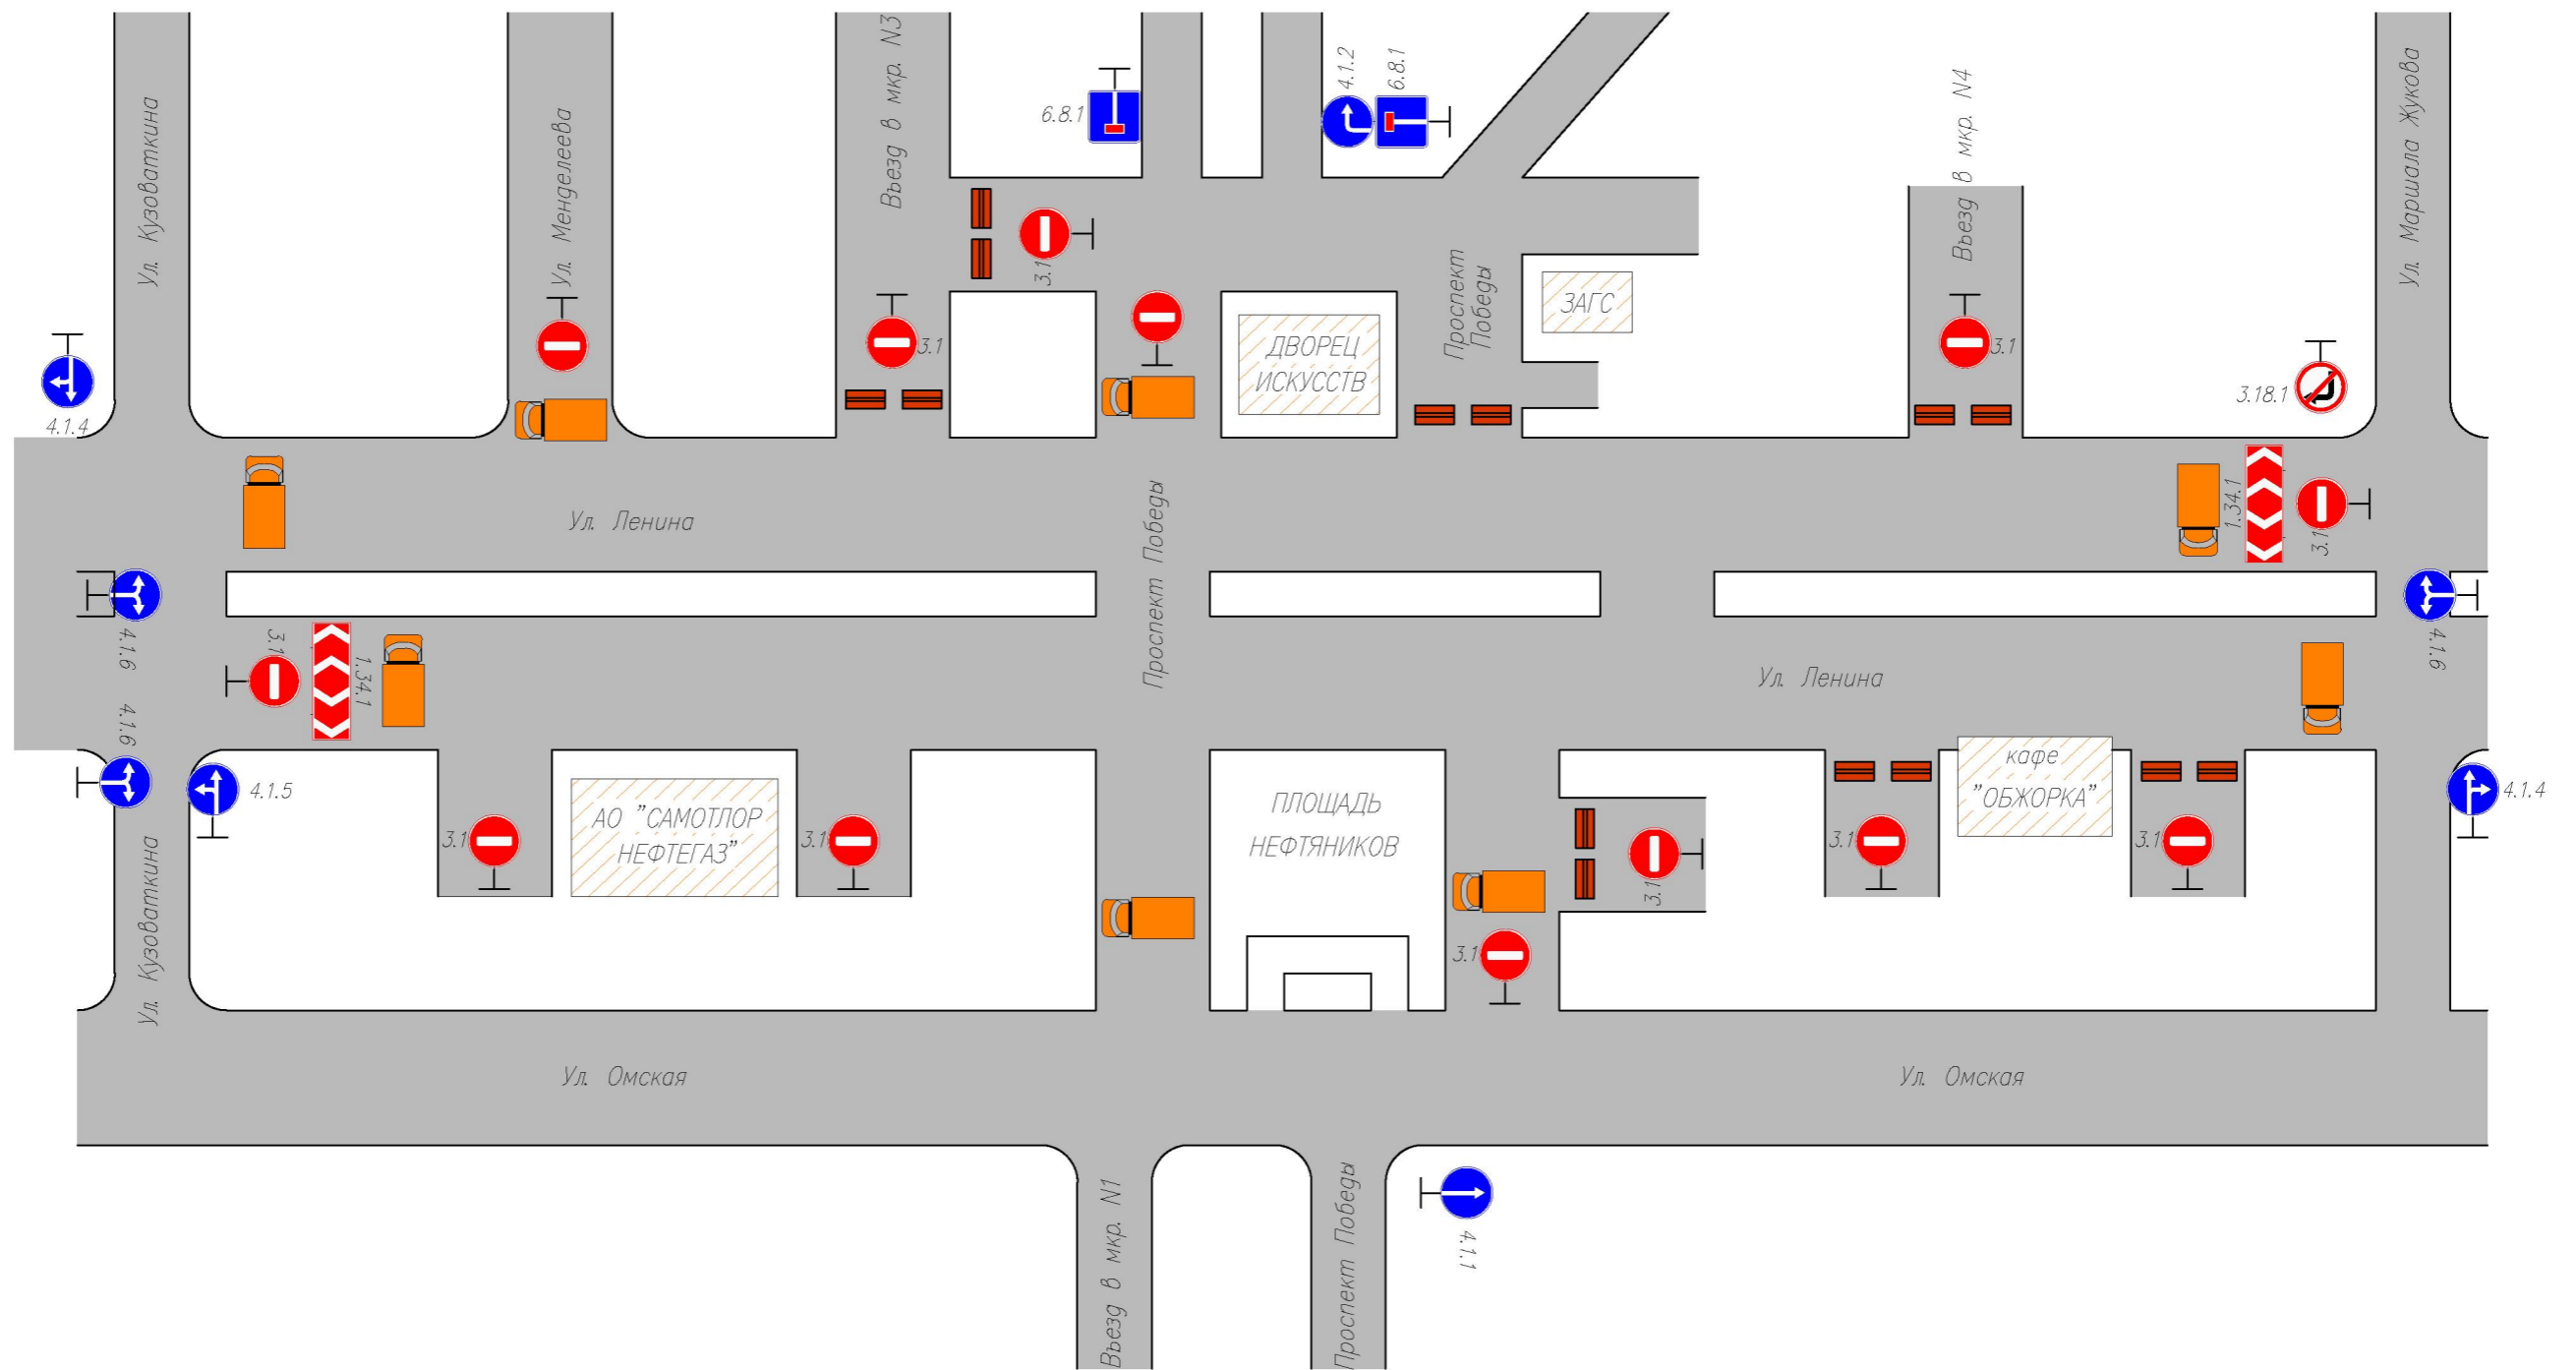 Ул. Кузоваткина
Ул. Менделеева
Въезд в мкр. N3
6.8.1
4.1.2
6.8.1
Въезд в мкр. N4
Ул. Маршала Жукова
3.1
3.1
Проспект
Победы
ЗАГС
ДВОРЕЦ
ИСКУССТВ
3.1
3.18.1
4.1.4
Ул. Ленина
Проспект Победы
1.34.1
3.1
4.1.6
3.1
1.34.1
Ул. Ленина
4.1.6
4.1.6
4.1.5
3.1
АО "САМОТЛОР
НЕФТЕГАЗ"
3.1
ПЛОЩАДЬ
НЕФТЯНИКОВ
3.1
3.1
3.1
кафе
"ОБЖОРКА"
3.1
4.1.4
Ул. Кузоваткина
Ул. Омская
Ул. Омская
Въезд в мкр. N1
Проспект Победы
4.1.1